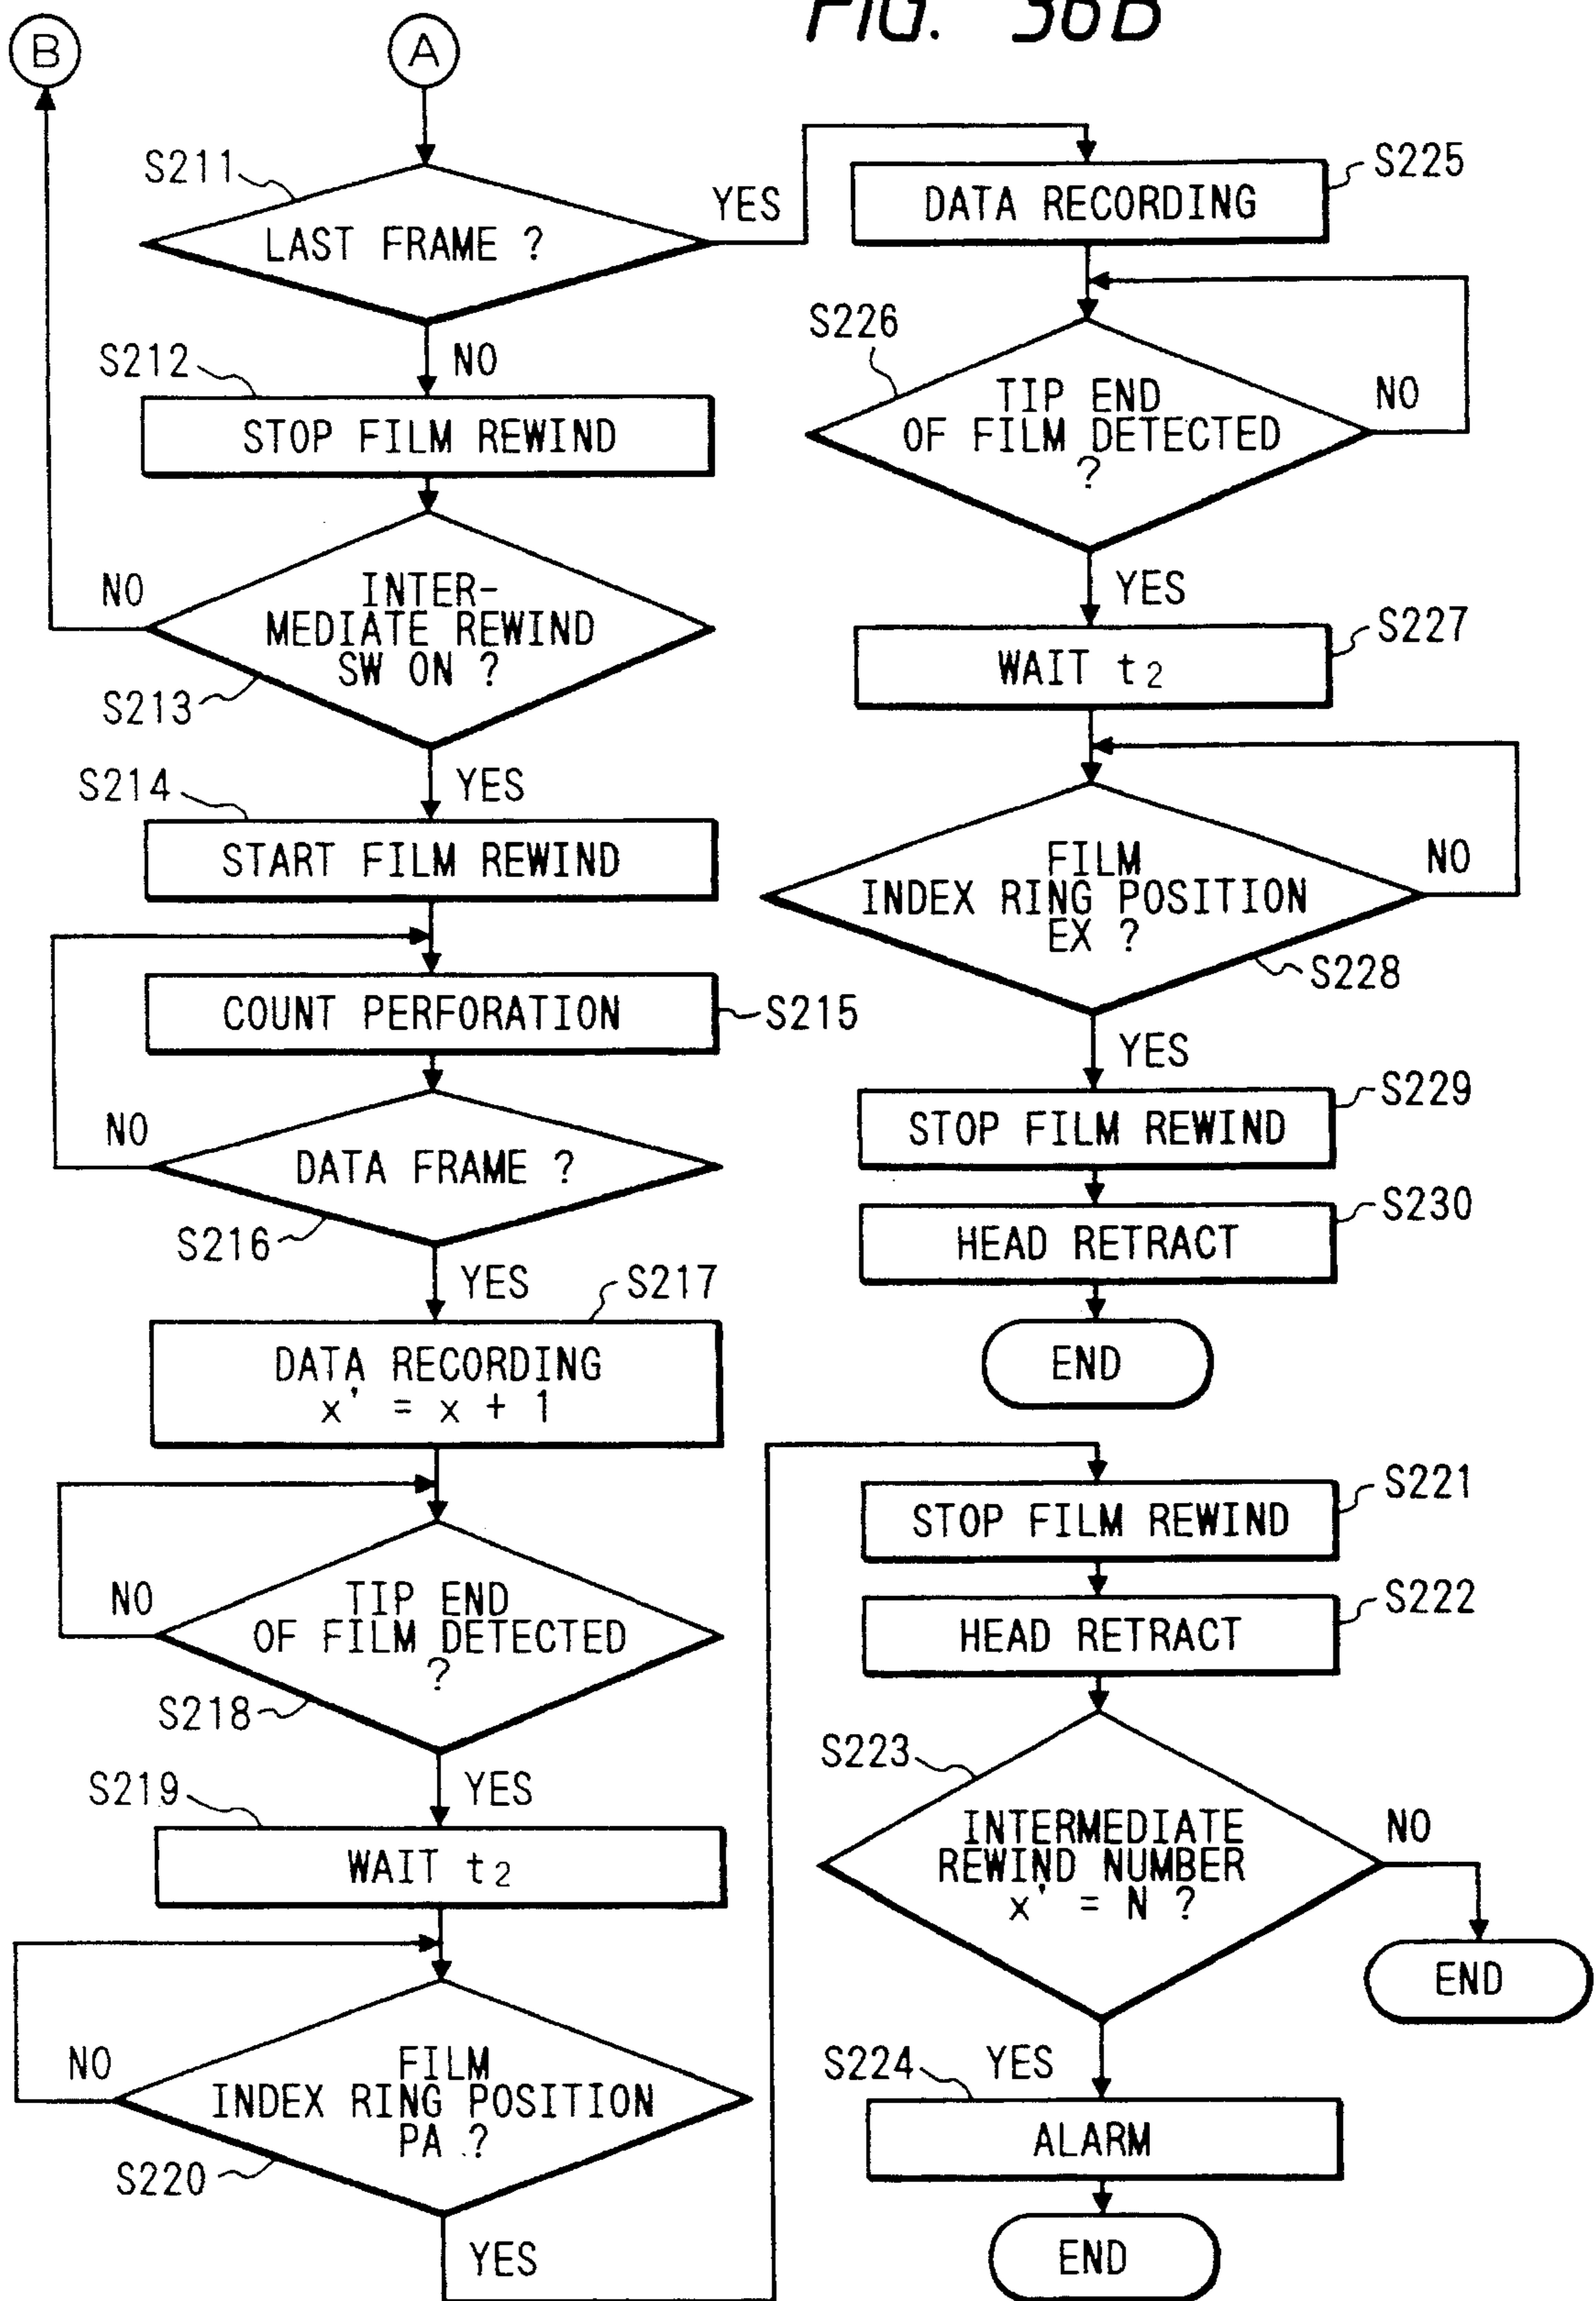 FIG. 36B
B
A
S211
LAST FRAME ?
YES
NO
S212
STOP FILM REWIND
INTER-
MEDIATE REWIND
SW ON ?
NO
S213
YES
S214
START FILM REWIND
COUNT PERFORATION
S215
NO
DATA FRAME ?
S216
YES
S217
DATA RECORDING
x' = x + 1
NO
TIP END
OF FILM DETECTED
?
S218
YES
S219
WAIT t2
NO
FILM
INDEX RING POSITION
PA ?
S220
YES
S225
DATA RECORDING
S226
TIP END
OF FILM DETECTED
?
NO
YES
S227
WAIT t2
FILM
INDEX RING POSITION
EX ?
NO
S228
YES
S229
STOP FILM REWIND
S230
HEAD RETRACT
END
S221
STOP FILM REWIND
S222
HEAD RETRACT
S223
INTERMEDIATE
REWIND NUMBER
x' = N ?
NO
END
YES
S224
ALARM
END